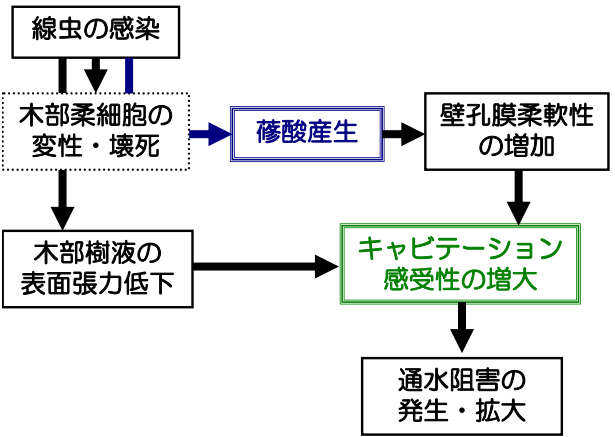 線虫の感染
木部柔細胞の
変性・壊死
蓚酸産生
壁孔膜柔軟性
の増加
木部樹液の
表面張力低下
キャビテーション
感受性の増大
通水阻害の
発生・拡大